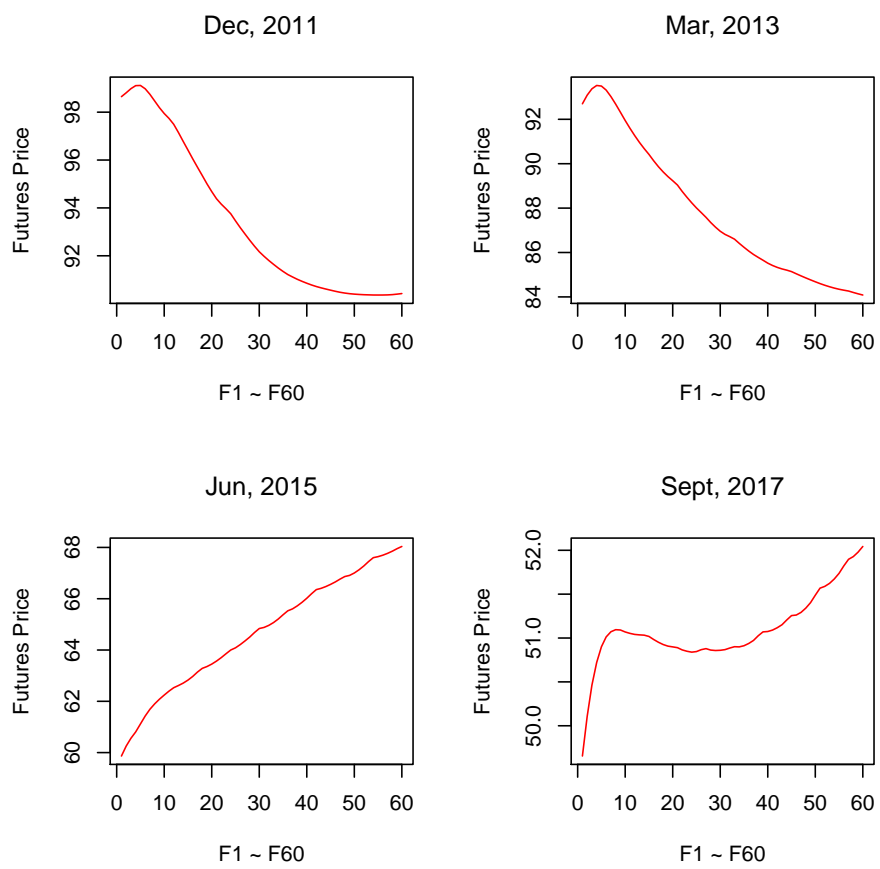 Dec, 2011
Futures Price
98
96
94
92
0 10 20 30 40 50 60
F1 ~ F60
Mar, 2013
Futures Price
92
90
88
86
84
0 10 20 30 40 50 60
F1 ~ F60
Jun, 2015
Futures Price
68
66
64
62
60
0 10 20 30 40 50 60
F1 ~ F60
Sept, 2017
Futures Price
52.0
51.0
50.0
0 10 20 30 40 50 60
F1 ~ F60